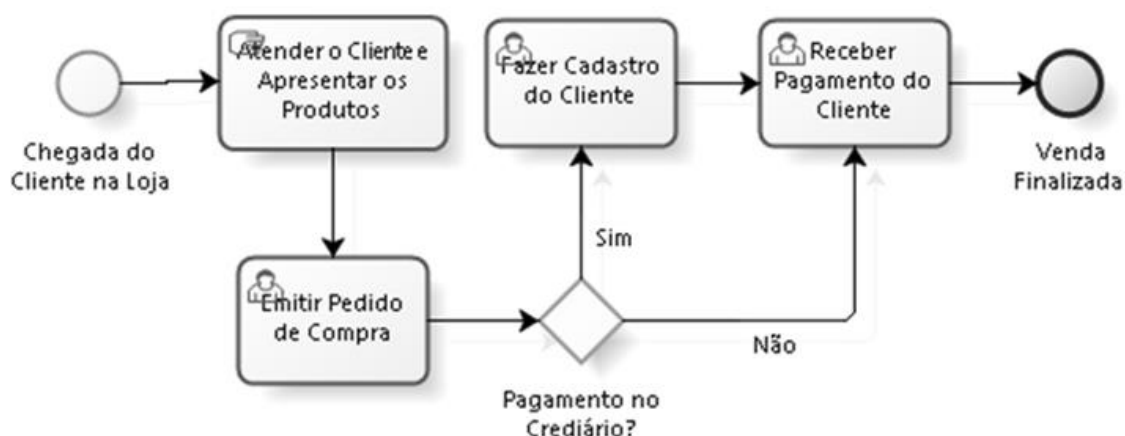 Atender o Cliente e
Apresentar os
Produtos
Fazer Cadastro
do Cliente
Receber
Pagamento do
Cliente
Chegada do
Cliente na Loja
Venda
Finalizada
Sim
Emitir Pedido
de Compra
Não
Pagamento no
Crediário?